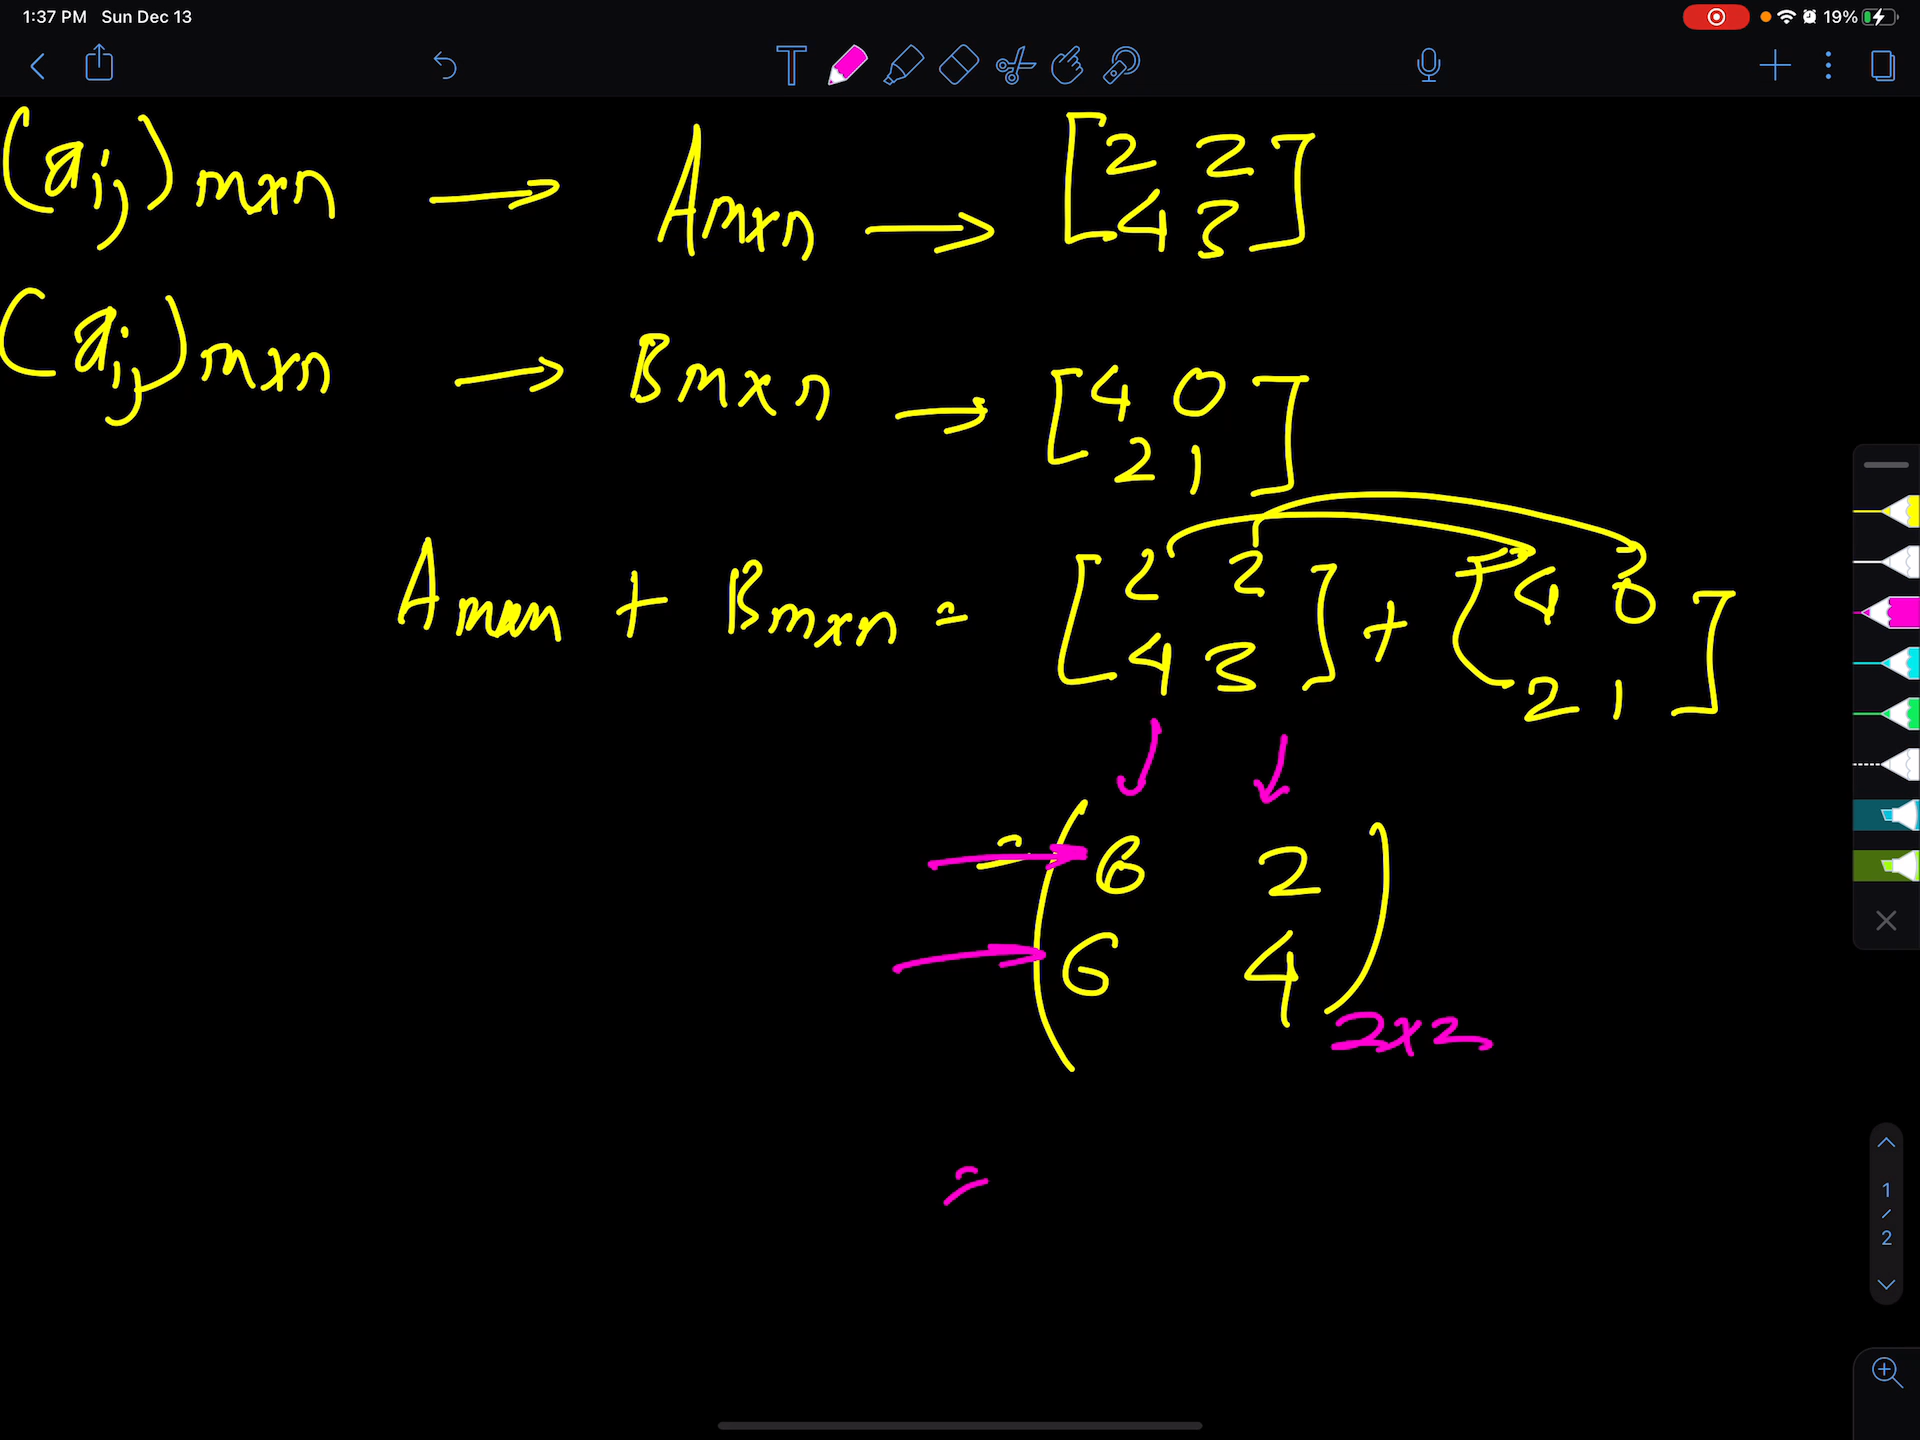 1:37 PM Sun Dec 13
19%
(aij) mxn → Amxn → [2 2
4 3]
(aij) mxn → Bmxn → [4 0
2 1]
Amxn + Bmxn = [2 2
4 3] + [4 0
2 1]
= (6 2
6 4) 2x2
=
1
/
2